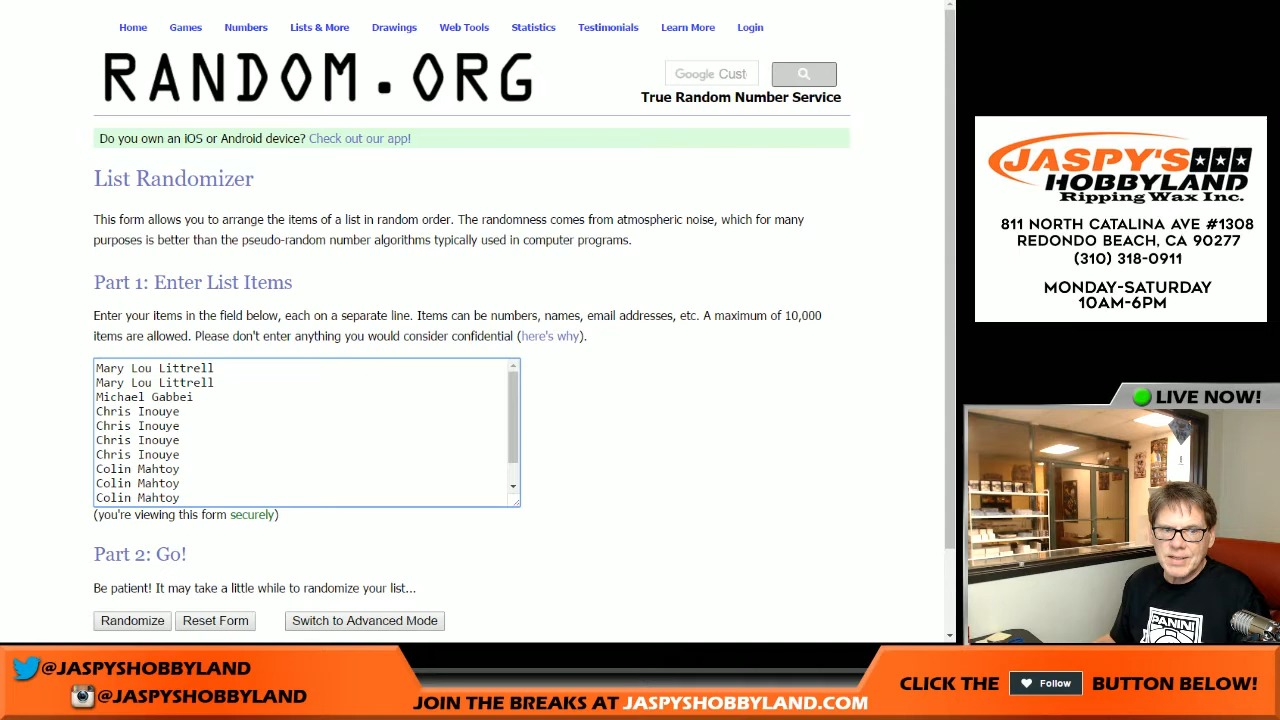 Home Games Numbers Lists & More Drawings Web Tools Statistics Testimonials Learn More Login
RANDOM.ORG
Google Cust
True Random Number Service
Do you own an iOS or Android device? Check out our app!
List Randomizer
This form allows you to arrange the items of a list in random order. The randomness comes from atmospheric noise, which for many
purposes is better than the pseudo-random number algorithms typically used in computer programs.
Part 1: Enter List Items
Enter your items in the field below, each on a separate line. Items can be numbers, names, email addresses, etc. A maximum of 10,000
items are allowed. Please don't enter anything you would consider confidential (here's why).
Mary Lou Littrell
Mary Lou Littrell
Michael Gabbei
Chris Inouye
Chris Inouye
Chris Inouye
Chris Inouye
Colin Mahtoy
Colin Mahtoy
Colin Mahtoy
(you're viewing this form securely)
Part 2: Go!
Be patient! It may take a little while to randomize your list...
Randomize Reset Form Switch to Advanced Mode
JASPY'S
HOBBYLAND
Ripping Wax Inc.
811 NORTH CATALINA AVE #1308
REDONDO BEACH, CA 90277
(310) 318-0911
MONDAY-SATURDAY
10AM-6PM
LIVE NOW!
PANINI
@JASPYSHOBBYLAND
@JASPYSHOBBYLAND
JOIN THE BREAKS AT JASPYSHOBBYLAND.COM
CLICK THE Follow BUTTON BELOW!